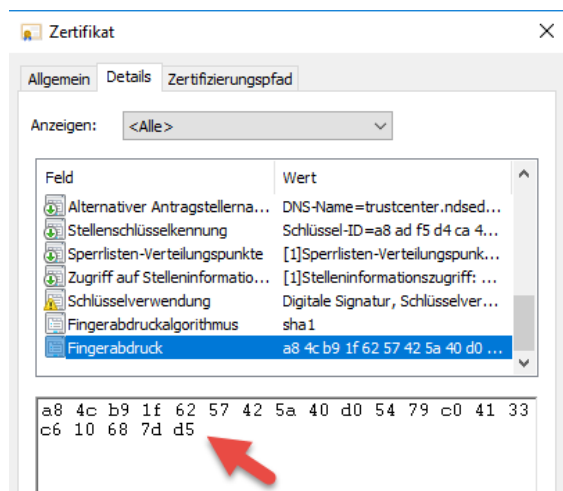 Zertifikat
Allgemein Details Zertifizierungspfad
Anzeigen: <Alle>
Feld Wert
Alternativer Antragstellerna... DNS-Name=trustcenter.ndsed...
Stellenschlüsselkennung Schlüssel-ID=a8 ad f5 d4 ca 4...
Sperrlisten-Verteilungspunkte [1]Sperrlisten-Verteilungspunk...
Zugriff auf Stelleninformatio... [1]Stelleninformationszugriff: ...
Schlüsselverwendung Digitale Signatur, Schlüsselver...
Fingerabdruckalgorithmus sha1
Fingerabdruck a8 4c b9 1f 62 57 42 5a 40 d0 ...
a8 4c b9 1f 62 57 42 5a 40 d0 54 79 c0 41 33
c6 10 68 7d d5